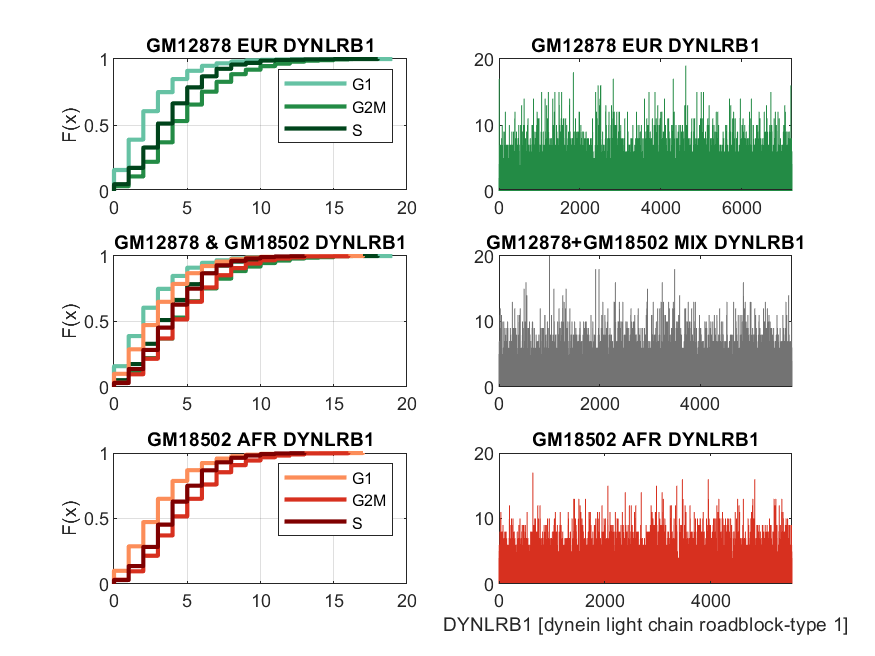 GM12878 EUR DYNLRB1
F(x)
1
0.5
0
0 5 10 15 20
G1
G2M
S
GM12878 EUR DYNLRB1
20
10
0
0 2000 4000 6000
GM12878 & GM18502 DYNLRB1
F(x)
1
0.5
0
0 5 10 15 20
GM12878+GM18502 MIX DYNLRB1
20
10
0
0 2000 4000
GM18502 AFR DYNLRB1
F(x)
1
0.5
0
0 5 10 15 20
G1
G2M
S
GM18502 AFR DYNLRB1
20
10
0
0 2000 4000
DYNLRB1 [dynein light chain roadblock-type 1]